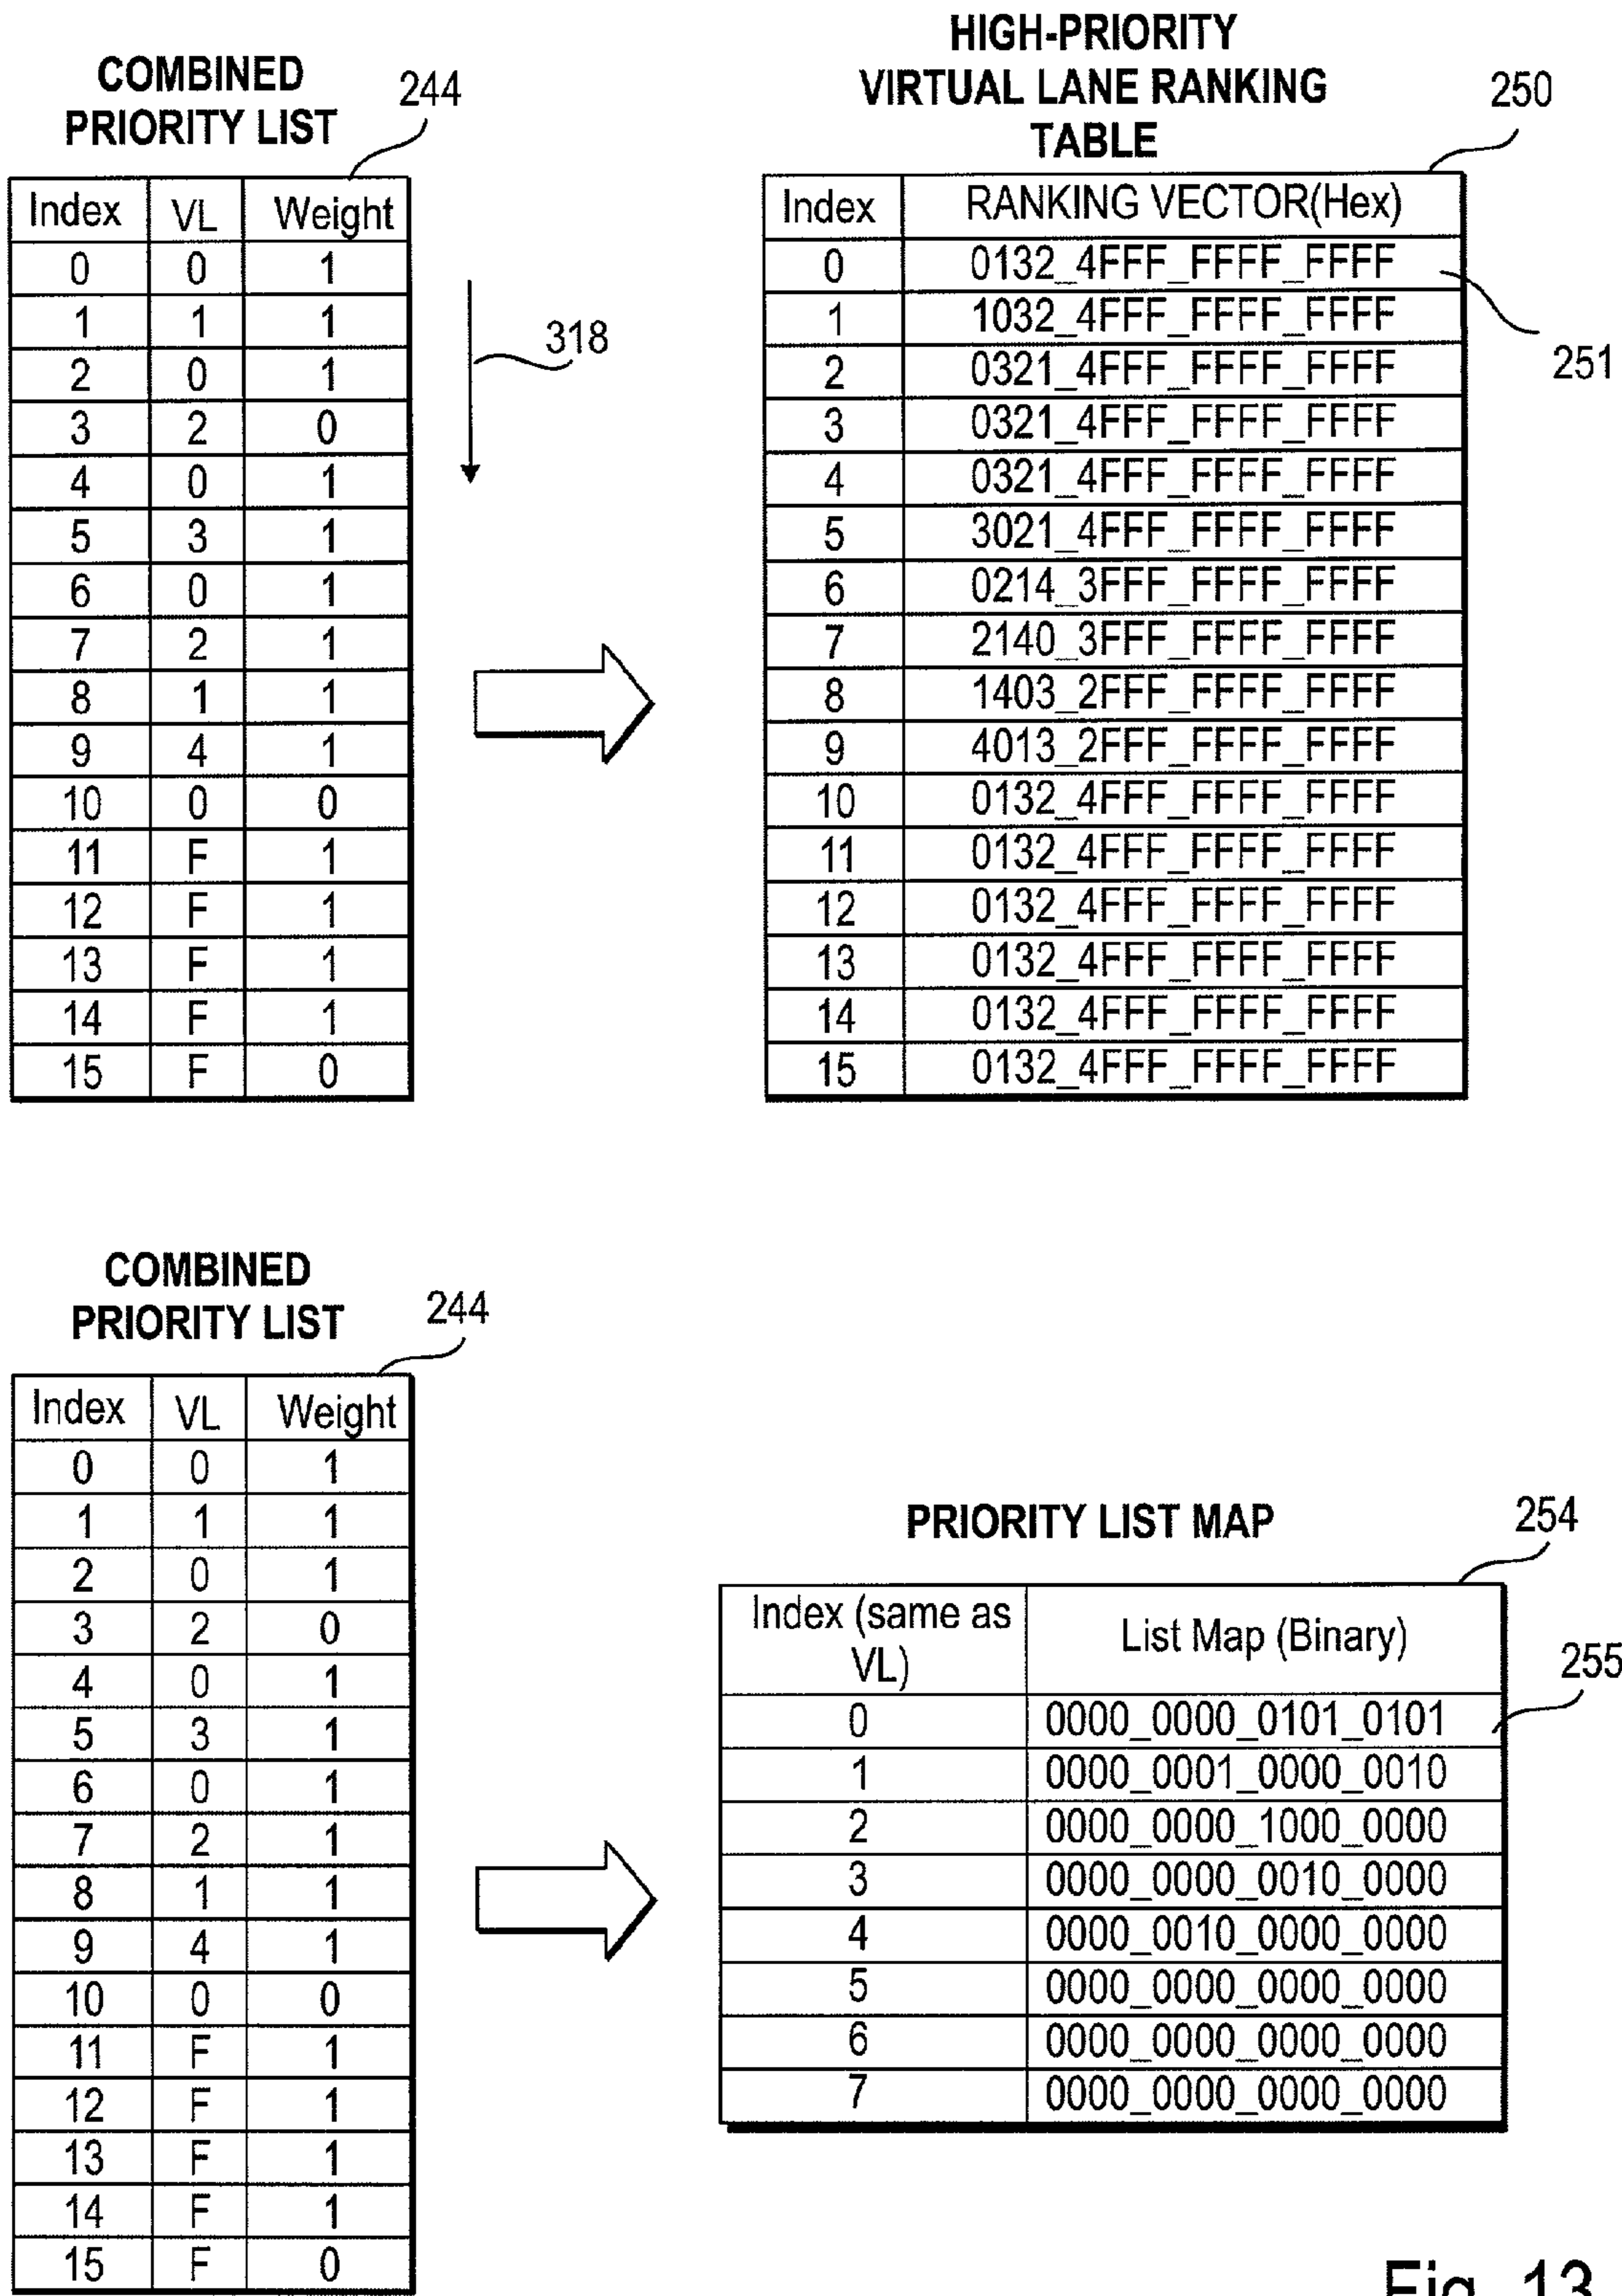 COMBINED
PRIORITY LIST
244
Index VL Weight
0 0 1
1 1 1
2 0 1
3 2 0
4 0 1
5 3 1
6 0 1
7 2 1
8 1 1
9 4 1
10 0 0
11 F 1
12 F 1
13 F 1
14 F 1
15 F 0
318
HIGH-PRIORITY
VIRTUAL LANE RANKING
TABLE
250
Index RANKING VECTOR(Hex)
0 0132_4FFF_FFFF_FFFF
1 1032_4FFF_FFFF_FFFF
2 0321_4FFF_FFFF_FFFF
3 0321_4FFF_FFFF_FFFF
4 0321_4FFF_FFFF_FFFF
5 3021_4FFF_FFFF_FFFF
6 0214_3FFF_FFFF_FFFF
7 2140_3FFF_FFFF_FFFF
8 1403_2FFF_FFFF_FFFF
9 4013_2FFF_FFFF_FFFF
10 0132_4FFF_FFFF_FFFF
11 0132_4FFF_FFFF_FFFF
12 0132_4FFF_FFFF_FFFF
13 0132_4FFF_FFFF_FFFF
14 0132_4FFF_FFFF_FFFF
15 0132_4FFF_FFFF_FFFF
251
COMBINED
PRIORITY LIST
244
Index VL Weight
0 0 1
1 1 1
2 0 1
3 2 0
4 0 1
5 3 1
6 0 1
7 2 1
8 1 1
9 4 1
10 0 0
11 F 1
12 F 1
13 F 1
14 F 1
15 F 0
PRIORITY LIST MAP
254
Index (same as
VL)
List Map (Binary)
0 0000_0000_0101_0101
1 0000_0001_0000_0010
2 0000_0000_1000_0000
3 0000_0000_0010_0000
4 0000_0010_0000_0000
5 0000_0000_0000_0000
6 0000_0000_0000_0000
7 0000_0000_0000_0000
255
Fig. 13